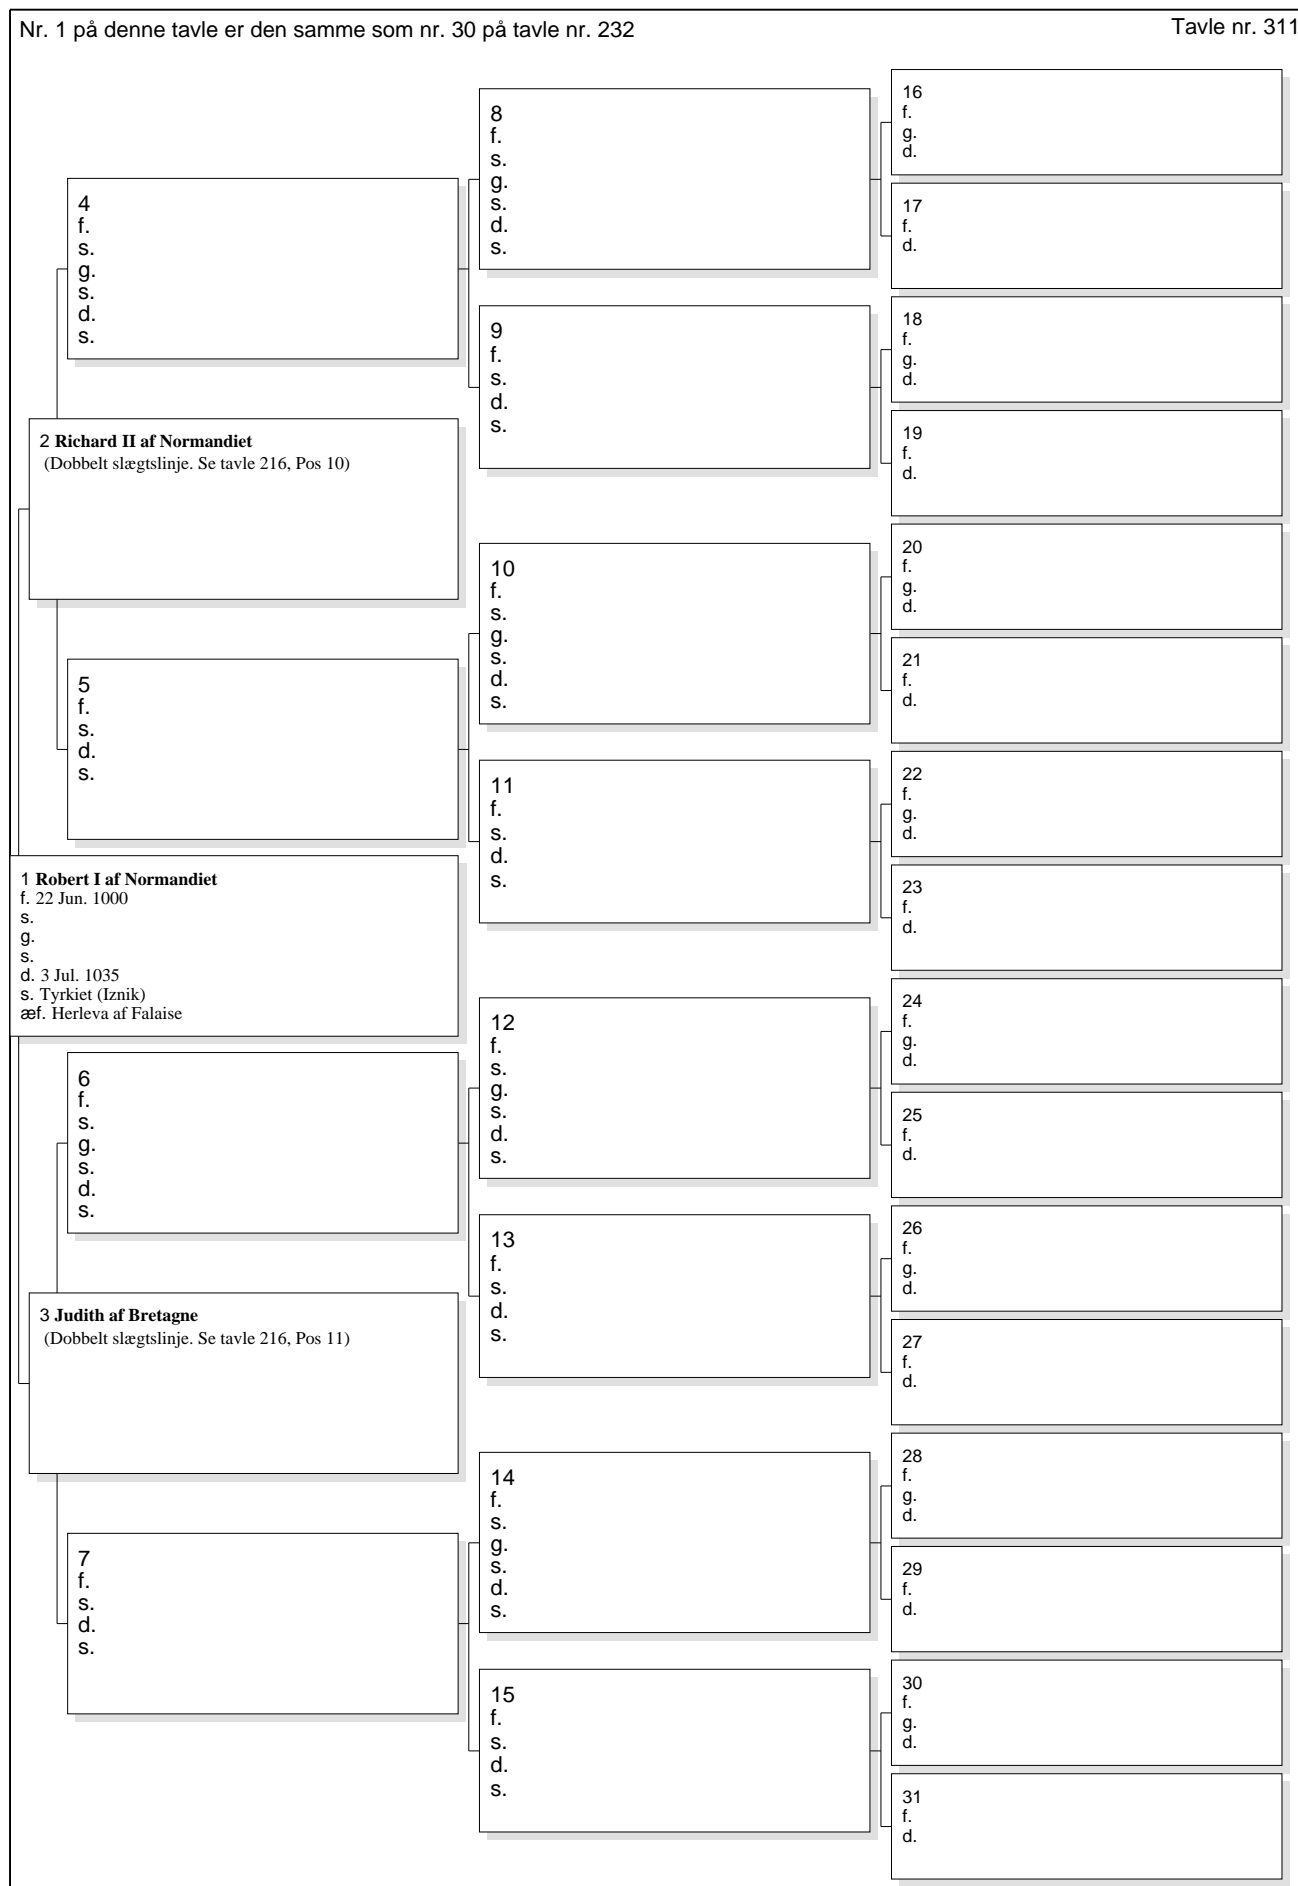 Nr. 1 på denne tavle er den samme som nr. 30 på tavle nr. 232
Tavle nr. 311
1 Robert I af Normandiet
f. 22 Jun. 1000
s.
g.
s.
d. 3 Jul. 1035
s. Tyrkiet (Iznik)
æf. Herleva af Falaise
2 Richard II af Normandiet
(Dobbelt slægtslinje. Se tavle 216, Pos 10)
3 Judith af Bretagne
(Dobbelt slægtslinje. Se tavle 216, Pos 11)
4
f.
s.
g.
s.
d.
s.
5
f.
s.
d.
s.
6
f.
s.
g.
s.
d.
s.
7
f.
s.
d.
s.
8
f.
s.
g.
s.
d.
s.
9
f.
s.
d.
s.
10
f.
s.
g.
s.
d.
s.
11
f.
s.
d.
s.
12
f.
s.
g.
s.
d.
s.
13
f.
s.
d.
s.
14
f.
s.
g.
s.
d.
s.
15
f.
s.
d.
s.
16
f.
g.
d.
17
f.
d.
18
f.
g.
d.
19
f.
d.
20
f.
g.
d.
21
f.
d.
22
f.
g.
d.
23
f.
d.
24
f.
g.
d.
25
f.
d.
26
f.
g.
d.
27
f.
d.
28
f.
g.
d.
29
f.
d.
30
f.
g.
d.
31
f.
d.